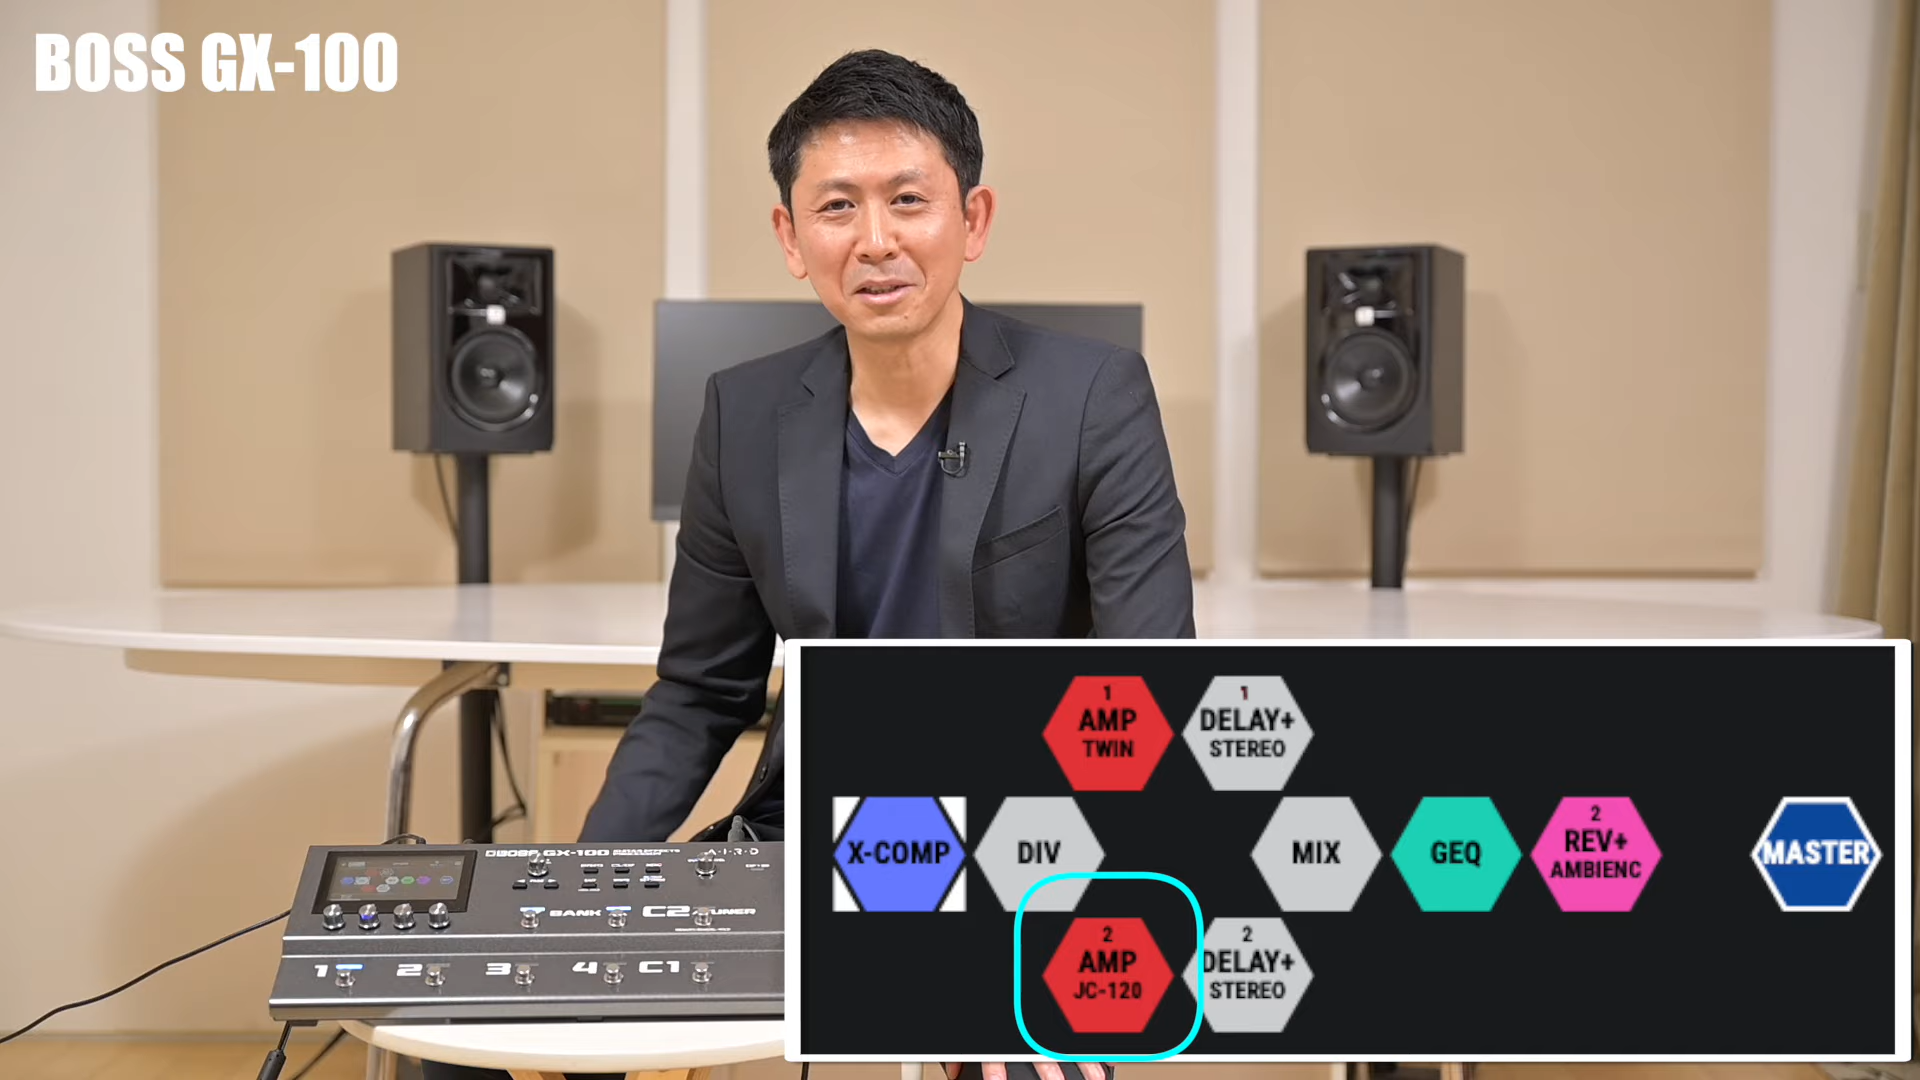 BOSS GX-100
1
AMP
TWIN
1
DELAY+
STEREO
X-COMP
DIV
MIX
GEQ
2
REV+
AMBIENC
MASTER
2
AMP
JC-120
2
DELAY+
STEREO
BOSS GX-100
BANK
C2
TUNER
1
2
3
4
C1